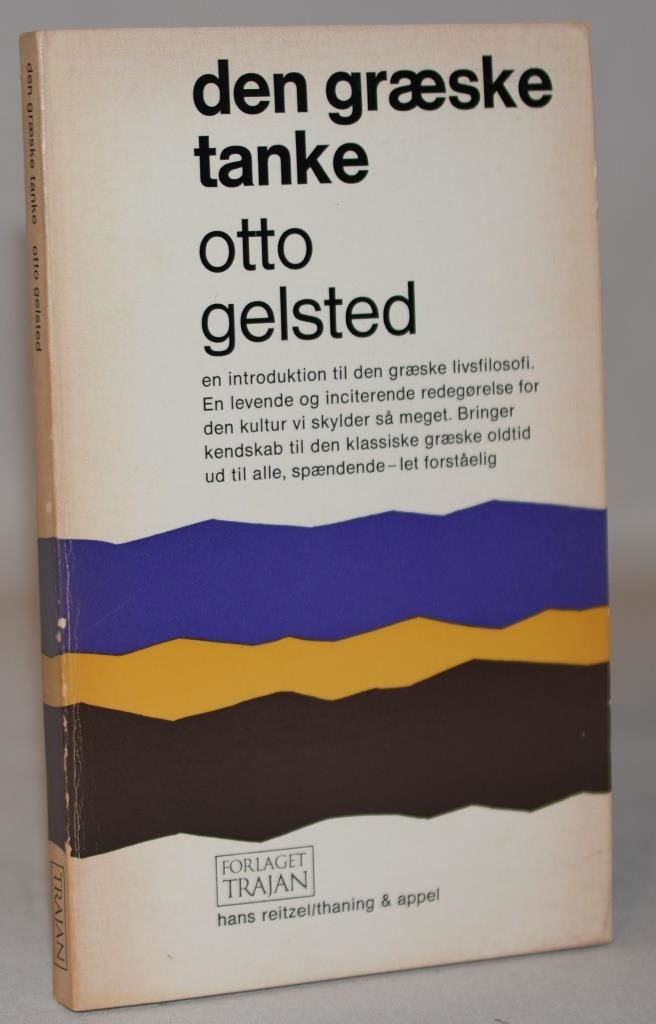 den græske
tanke
otto
gelsted
en introduktion til den græske livsfilosofi.
En levende og inciterende redegørelse for
den kultur vi skylder så meget. Bringer
kendskab til den klassiske græske oldtid
ud til alle, spændende – let forståelig
FORLAGET
TRAJAN
hans reitzel/thaning & appel
den græske tanke otto gelsted
TRAJAN